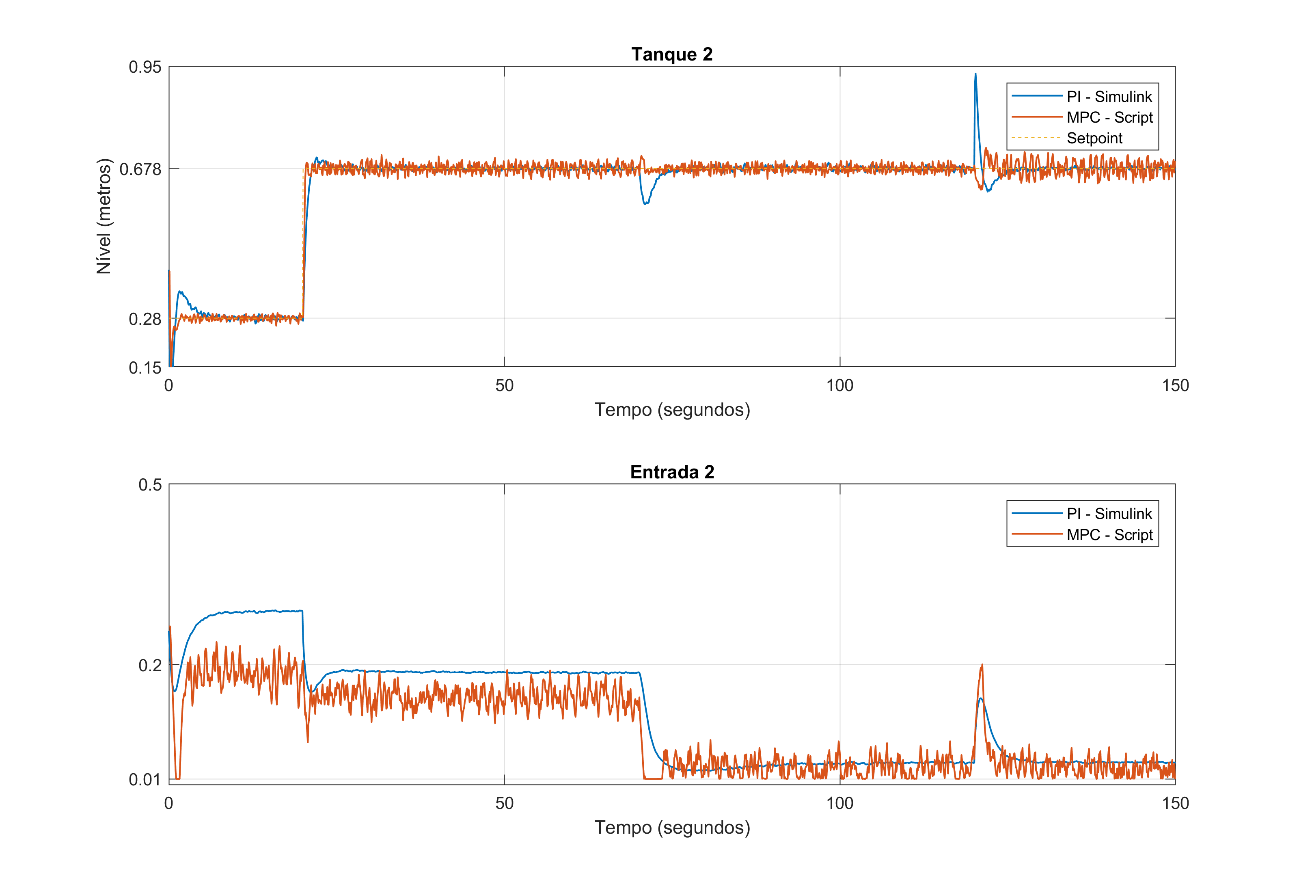 Tanque 2
0.95
0.678
0.28
0.15
Nível (metros)
PI - Simulink
MPC - Script
Setpoint
0
50
100
150
Tempo (segundos)
Entrada 2
0.5
0.2
0.01
PI - Simulink
MPC - Script
0
50
100
150
Tempo (segundos)